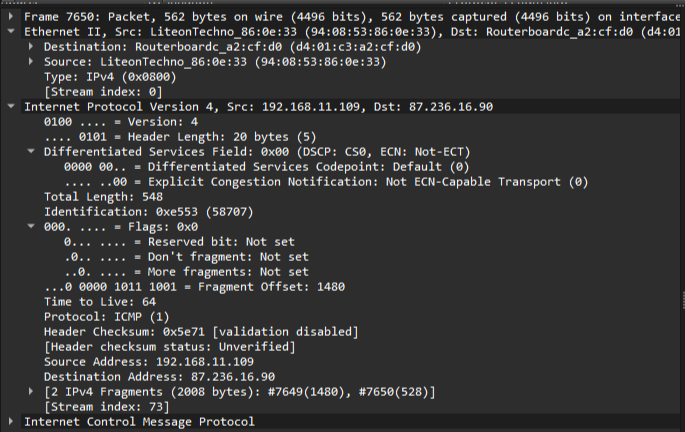 Frame 7650: Packet, 562 bytes on wire (4496 bits), 562 bytes captured (4496 bits) on interface
Ethernet II, Src: LiteonTechno_86:0e:33 (94:08:53:86:0e:33), Dst: Routerboardc_a2:cf:d0 (d4:01
Destination: Routerboardc_a2:cf:d0 (d4:01:c3:a2:cf:d0)
Source: LiteonTechno_86:0e:33 (94:08:53:86:0e:33)
Type: IPv4 (0x0800)
[Stream index: 0]
Internet Protocol Version 4, Src: 192.168.11.109, Dst: 87.236.16.90
0100 .... = Version: 4
.... 0101 = Header Length: 20 bytes (5)
Differentiated Services Field: 0x00 (DSCP: CS0, ECN: Not-ECT)
0000 00.. = Differentiated Services Codepoint: Default (0)
.... ..00 = Explicit Congestion Notification: Not ECN-Capable Transport (0)
Total Length: 548
Identification: 0xe553 (58707)
000. .... = Flags: 0x0
0... .... = Reserved bit: Not set
.0.. .... = Don't fragment: Not set
..0. .... = More fragments: Not set
...0 0000 1011 1001 = Fragment Offset: 1480
Time to Live: 64
Protocol: ICMP (1)
Header Checksum: 0x5e71 [validation disabled]
[Header checksum status: Unverified]
Source Address: 192.168.11.109
Destination Address: 87.236.16.90
[2 IPv4 Fragments (2008 bytes): #7649(1480), #7650(528)]
[Stream index: 73]
Internet Control Message Protocol